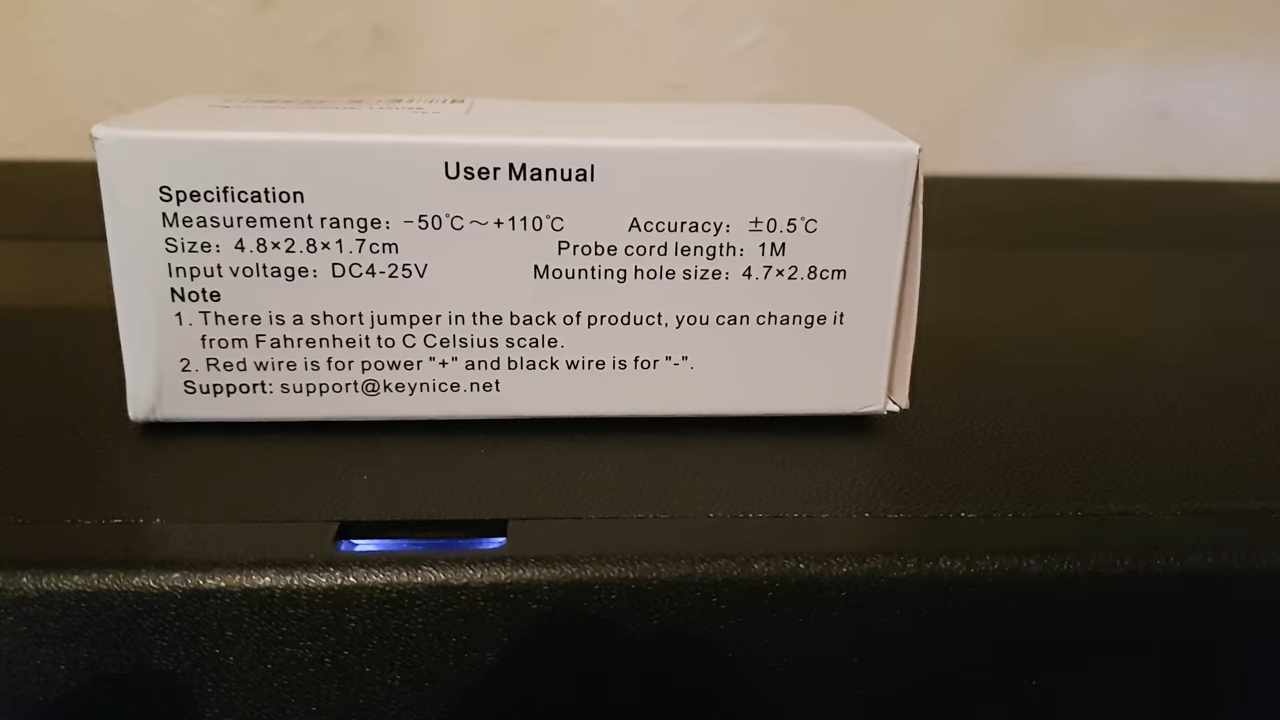 User Manual
Specification
Measurement range: -50℃～+110℃ Accuracy: ±0.5℃
Size: 4.8×2.8×1.7cm Probe cord length: 1M
Input voltage: DC4-25V Mounting hole size: 4.7×2.8cm
Note
1. There is a short jumper in the back of product, you can change it
from Fahrenheit to C Celsius scale.
2. Red wire is for power "+" and black wire is for "-".
Support: support@keynice.net